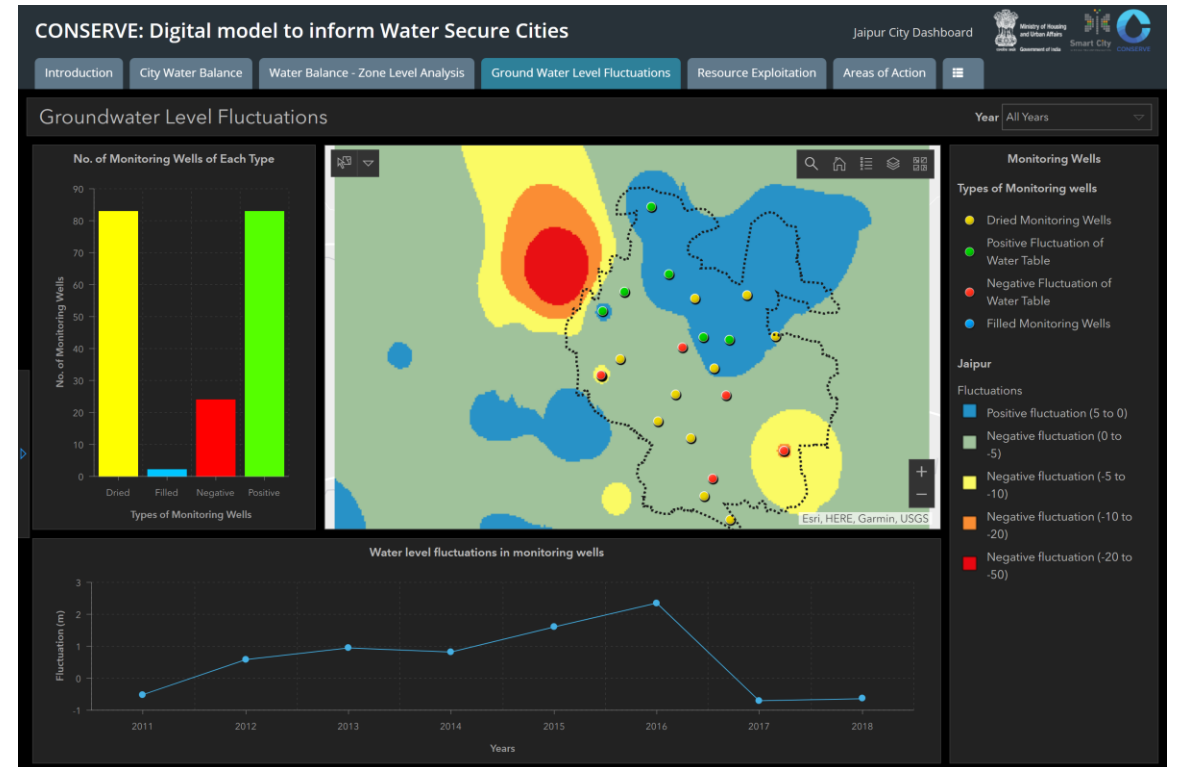 CONSERVE: Digital model to inform Water Secure Cities
Jaipur City Dashboard
Ministry of Housing
and Urban Affairs
Government of India
Smart City
CONSERVE
Introduction
City Water Balance
Water Balance - Zone Level Analysis
Ground Water Level Fluctuations
Resource Exploitation
Areas of Action
Groundwater Level Fluctuations
Year
All Years
No. of Monitoring Wells of Each Type
No. of Monitoring Wells
90
80
70
60
50
40
30
20
10
0
Dried
Filled
Negative
Positive
Types of Monitoring Wells
Esri, HERE, Garmin, USGS
Monitoring Wells
Types of Monitoring wells
Dried Monitoring Wells
Positive Fluctuation of
Water Table
Negative Fluctuation of
Water Table
Filled Monitoring Wells
Jaipur
Fluctuations
Positive fluctuation (5 to 0)
Negative fluctuation (0 to
-5)
Negative fluctuation (-5 to
-10)
Negative fluctuation (-10 to
-20)
Negative fluctuation (-20 to
-50)
Water level fluctuations in monitoring wells
Fluctuation (m)
3
2
1
0
-1
2011
2012
2013
2014
2015
2016
2017
2018
Years